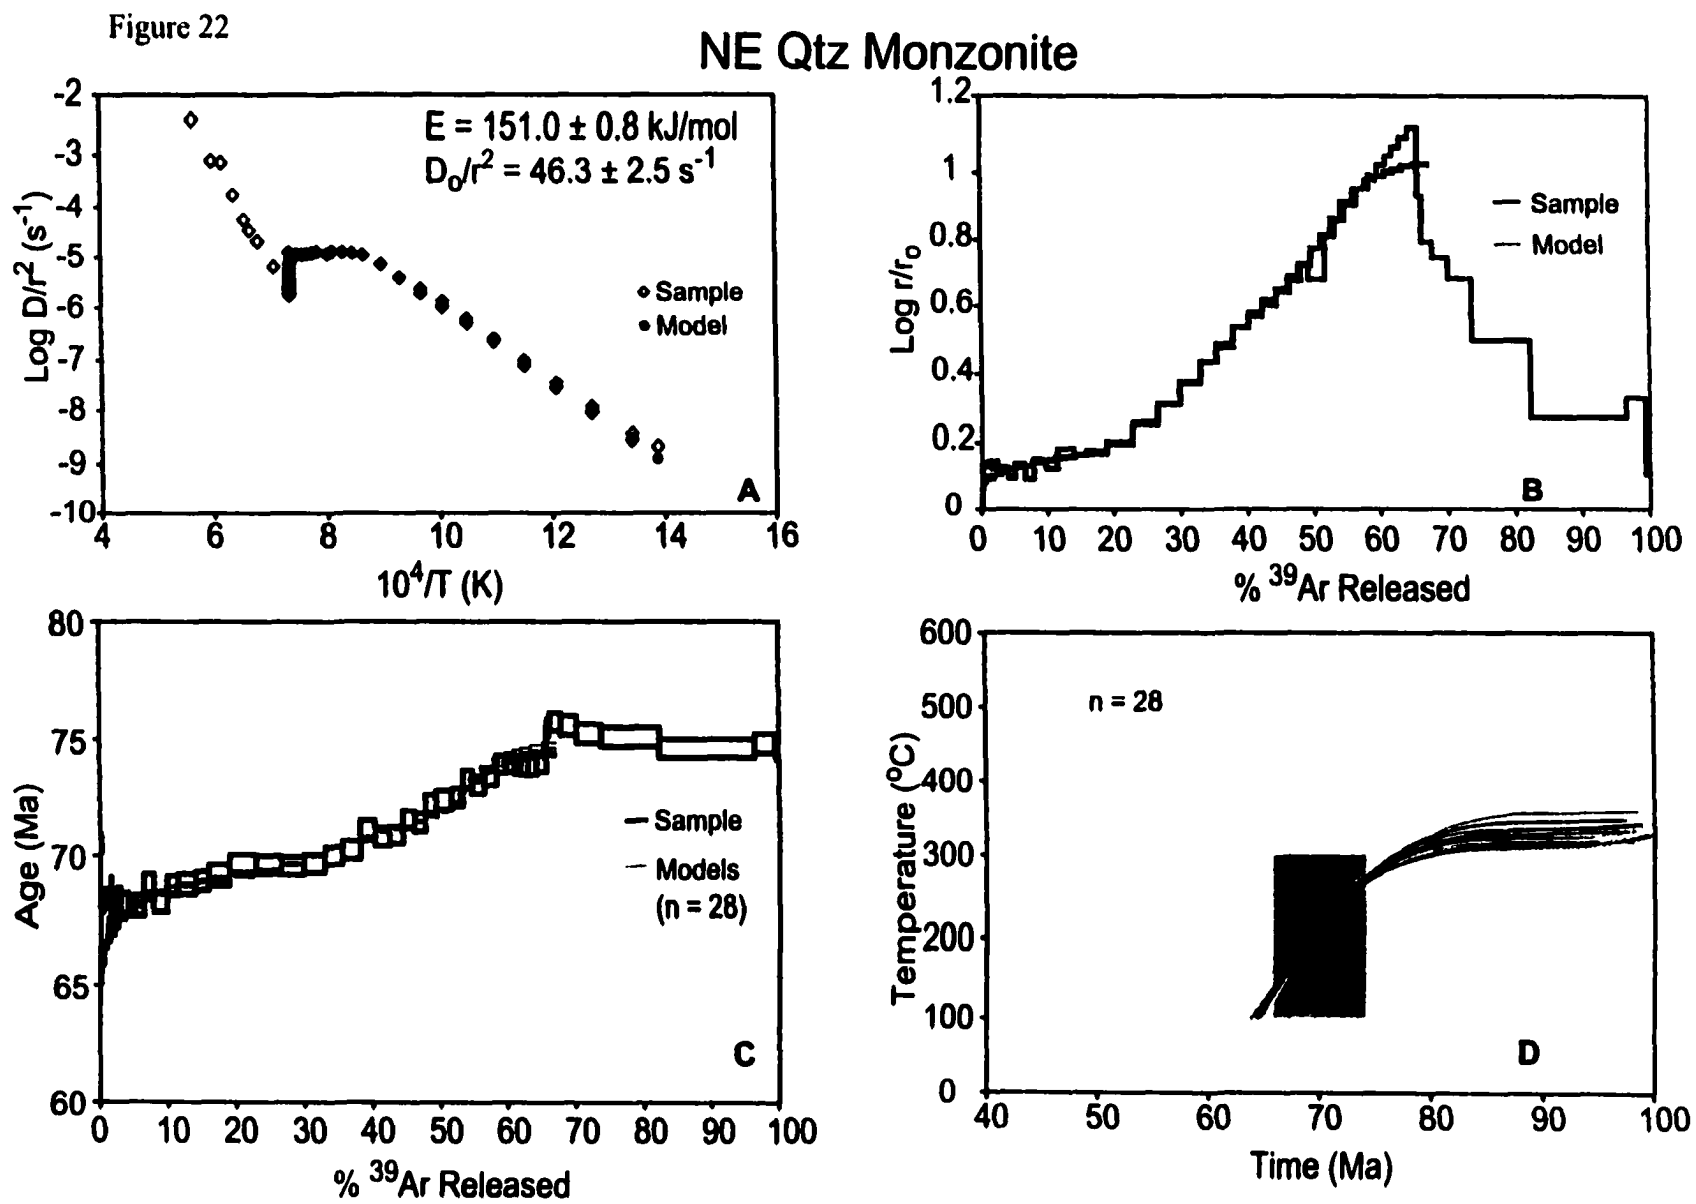 Figure 22
NE Qtz Monzonite
-2
-3
-4
-5
-6
-7
-8
-9
-10
Log D/r² (s⁻¹)
E = 151.0 ± 0.8 kJ/mol
D₀/r² = 46.3 ± 2.5 s⁻¹
Sample
Model
A
4 6 8 10 12 14 16
10⁴/T (K)
1.2
1
0.8
0.6
0.4
0.2
0
Log r/r₀
Sample
Model
B
0 10 20 30 40 50 60 70 80 90 100
% ³⁹Ar Released
80
75
70
65
60
Age (Ma)
Sample
Models
(n = 28)
C
0 10 20 30 40 50 60 70 80 90 100
% ³⁹Ar Released
600
500
400
300
200
100
0
Temperature (°C)
n = 28
D
40 50 60 70 80 90 100
Time (Ma)